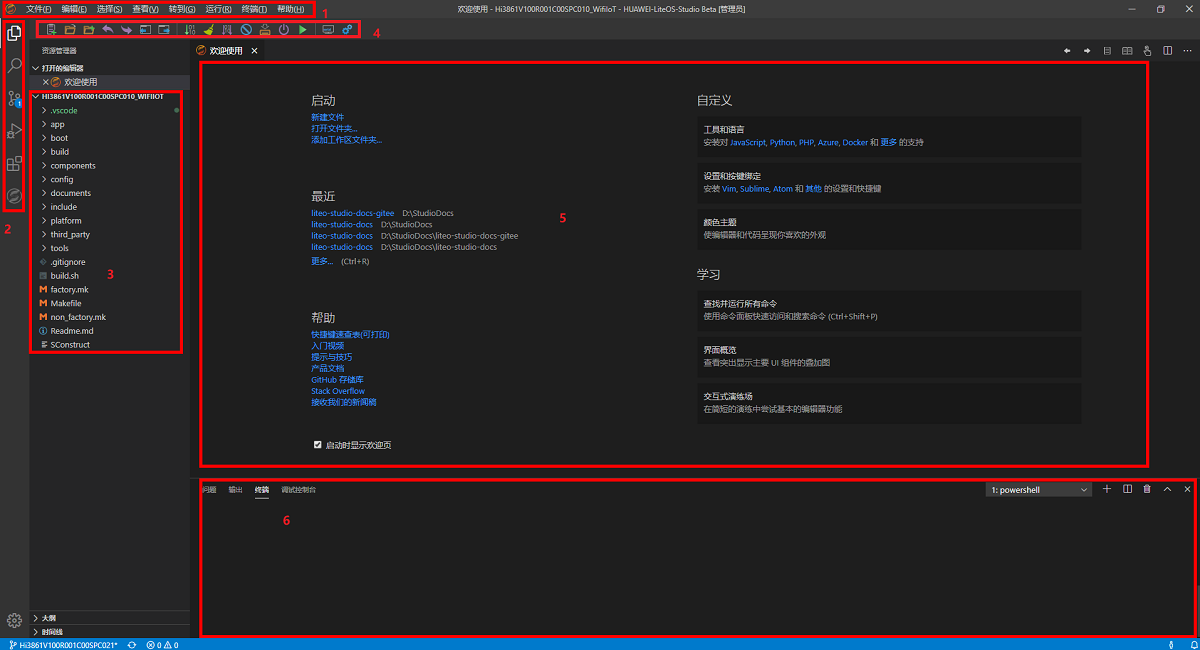 文件(F) 编辑(E) 选择(S) 查看(V) 转到(G) 运行(R) 终端(T) 帮助(H) 1 欢迎使用 - Hi3861V100R001C00SPC010_WifiIoT - HUAWEI-LiteOS-Studio Beta [管理员]
4
资源管理器
欢迎使用
打开的编辑器
欢迎使用
HI3861V100R001C00SPC010_WIFIIOT
.vscode
app
boot
build
components
config
documents
include
platform
third_party
tools
.gitignore
build.sh
factory.mk
Makefile
non_factory.mk
Readme.md
SConstruct
1
2
3
启动
新建文件
打开文件夹...
添加工作区文件夹...
最近
liteo-studio-docs-gitee D:\StudioDocs
liteo-studio-docs D:\StudioDocs
liteo-studio-docs D:\StudioDocs\liteo-studio-docs-gitee
liteo-studio-docs D:\StudioDocs\liteo-studio-docs
更多... (Ctrl+R)
5
帮助
快捷键速查表(可打印)
入门视频
提示与技巧
产品文档
GitHub 存储库
Stack Overflow
接收我们的新闻稿
启动时显示欢迎页
自定义
工具和语言
安装对 JavaScript, Python, PHP, Azure, Docker 和 更多 的支持
设置和按键绑定
安装 Vim, Sublime, Atom 和 其他 的设置和快捷键
颜色主题
使编辑器和代码呈现你喜欢的外观
学习
查找并运行所有命令
使用命令面板快速访问和搜索命令 (Ctrl+Shift+P)
界面概览
查看突出显示主要 UI 组件的叠加图
交互式演练场
在简短的演练中尝试基本的编辑器功能
问题 输出 终端 调试控制台 1: powershell
6
大纲
时间线
Hi3861V100R001C00SPC021* 0 0